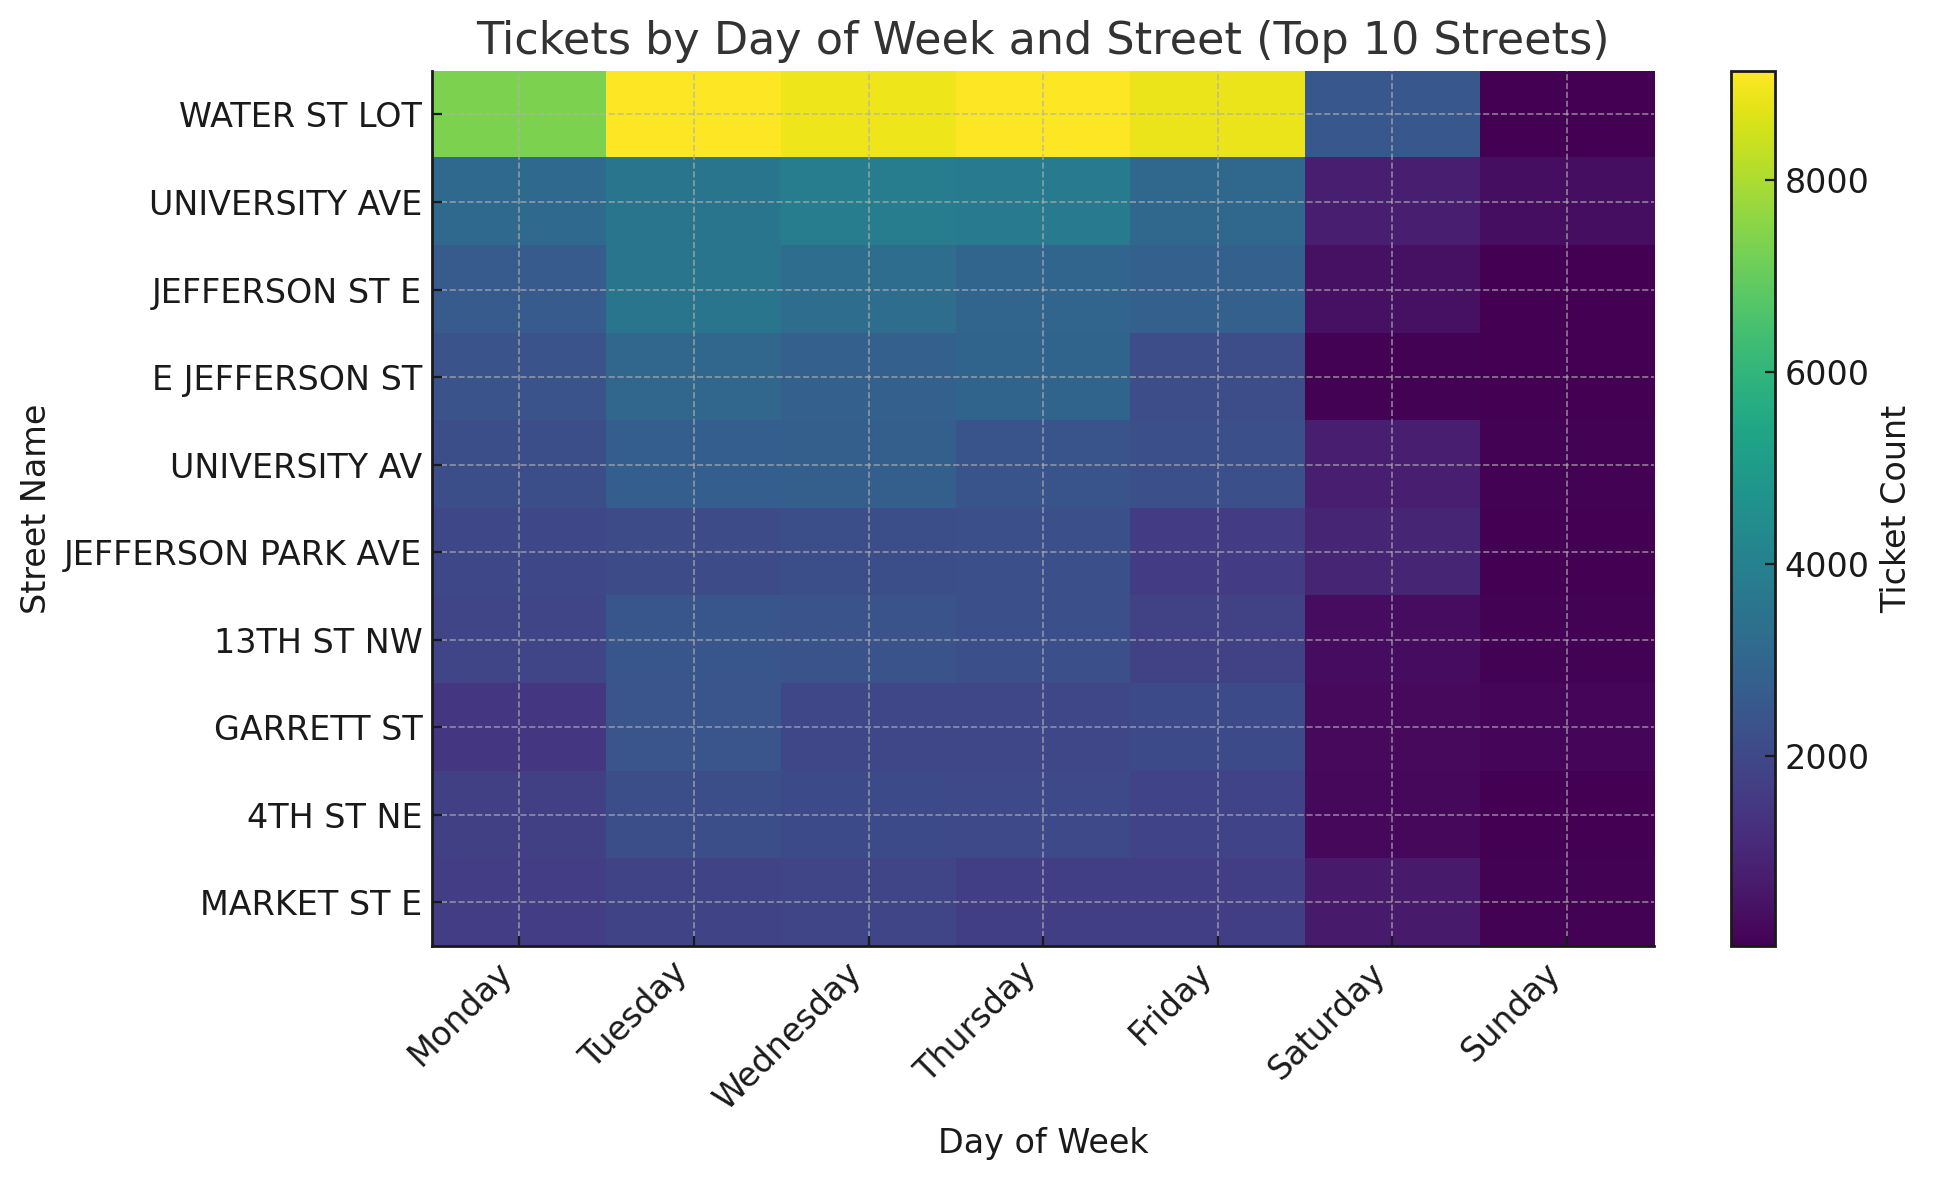 Tickets by Day of Week and Street (Top 10 Streets)
WATER ST LOT
UNIVERSITY AVE
JEFFERSON ST E
E JEFFERSON ST
UNIVERSITY AV
JEFFERSON PARK AVE
13TH ST NW
GARRETT ST
4TH ST NE
MARKET ST E
Street Name
Monday
Tuesday
Wednesday
Thursday
Friday
Saturday
Sunday
Day of Week
8000
6000
4000
2000
Ticket Count